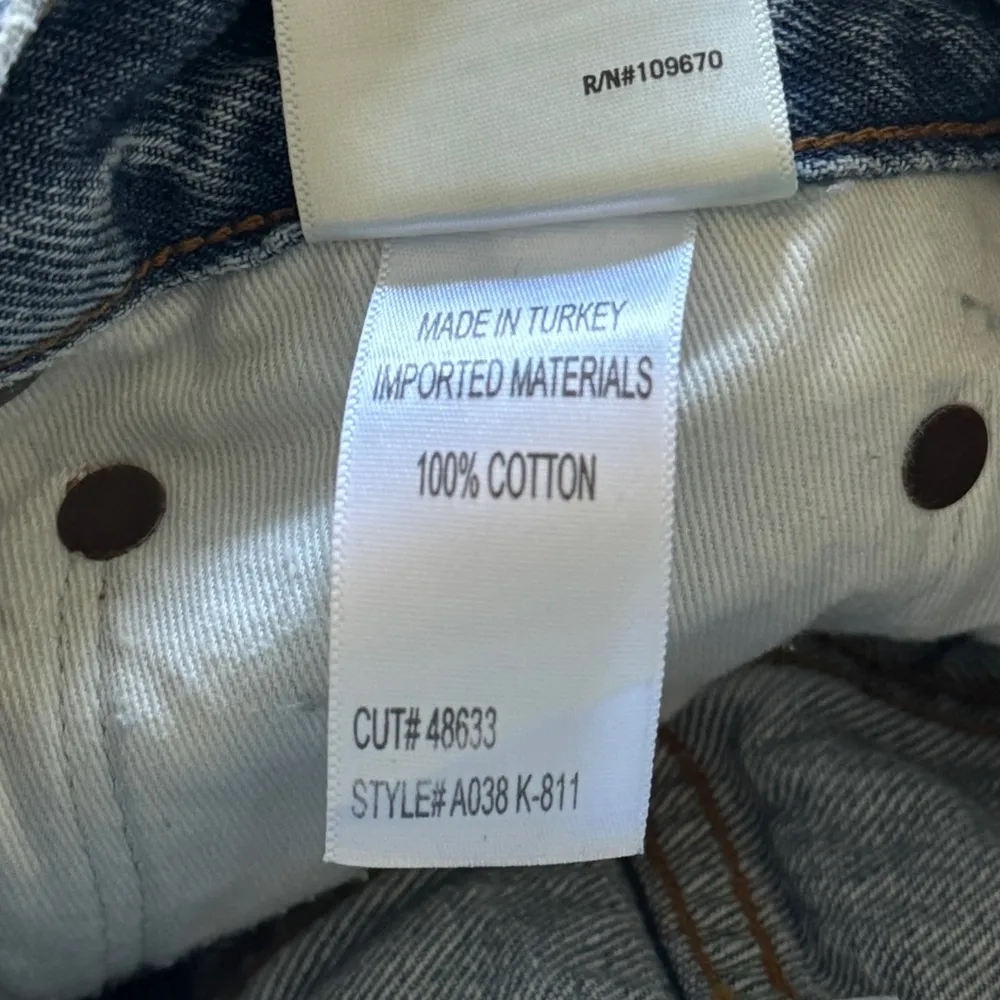 R/N#109670
MADE IN TURKEY
IMPORTED MATERIALS
100% COTTON
CUT# 48633
STYLE# A038 K-811